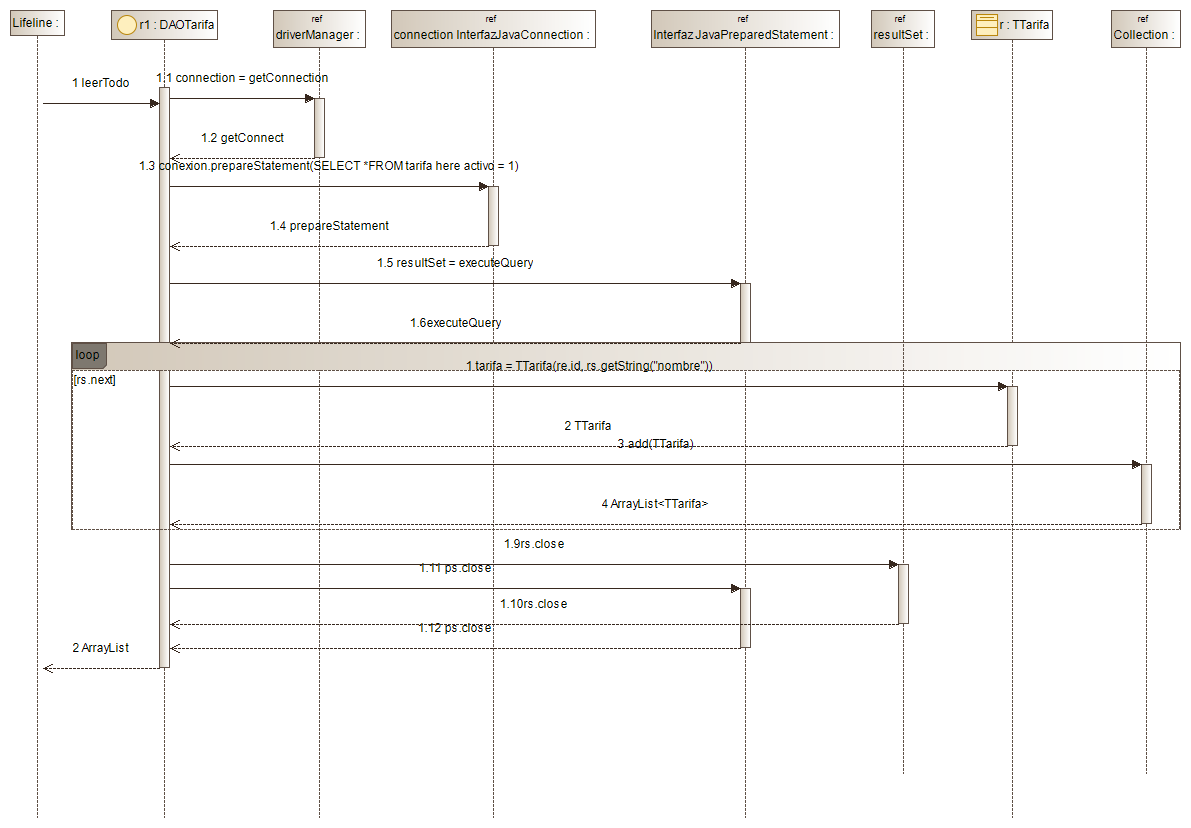 Lifeline :
r1 : DAOTarifa
ref
driverManager :
ref
connection InterfazJavaConnection :
ref
InterfazJavaPreparedStatement :
ref
resultSet :
r : TTarifa
ref
Collection :
1 leerTodo
1.1 connection = getConnection
1.2 getConnect
1.3 conexion.prepareStatement(SELECT *FROM tarifa here activo = 1)
1.4 prepareStatement
1.5 resultSet = executeQuery
1.6executeQuery
loop
[rs.next]
1 tarifa = TTarifa(re.id, rs.getString("nombre"))
2 TTarifa
3 add(TTarifa)
4 ArrayList<TTarifa>
1.9rs.close
1.11 ps.close
1.10rs.close
1.12 ps.close
2 ArrayList